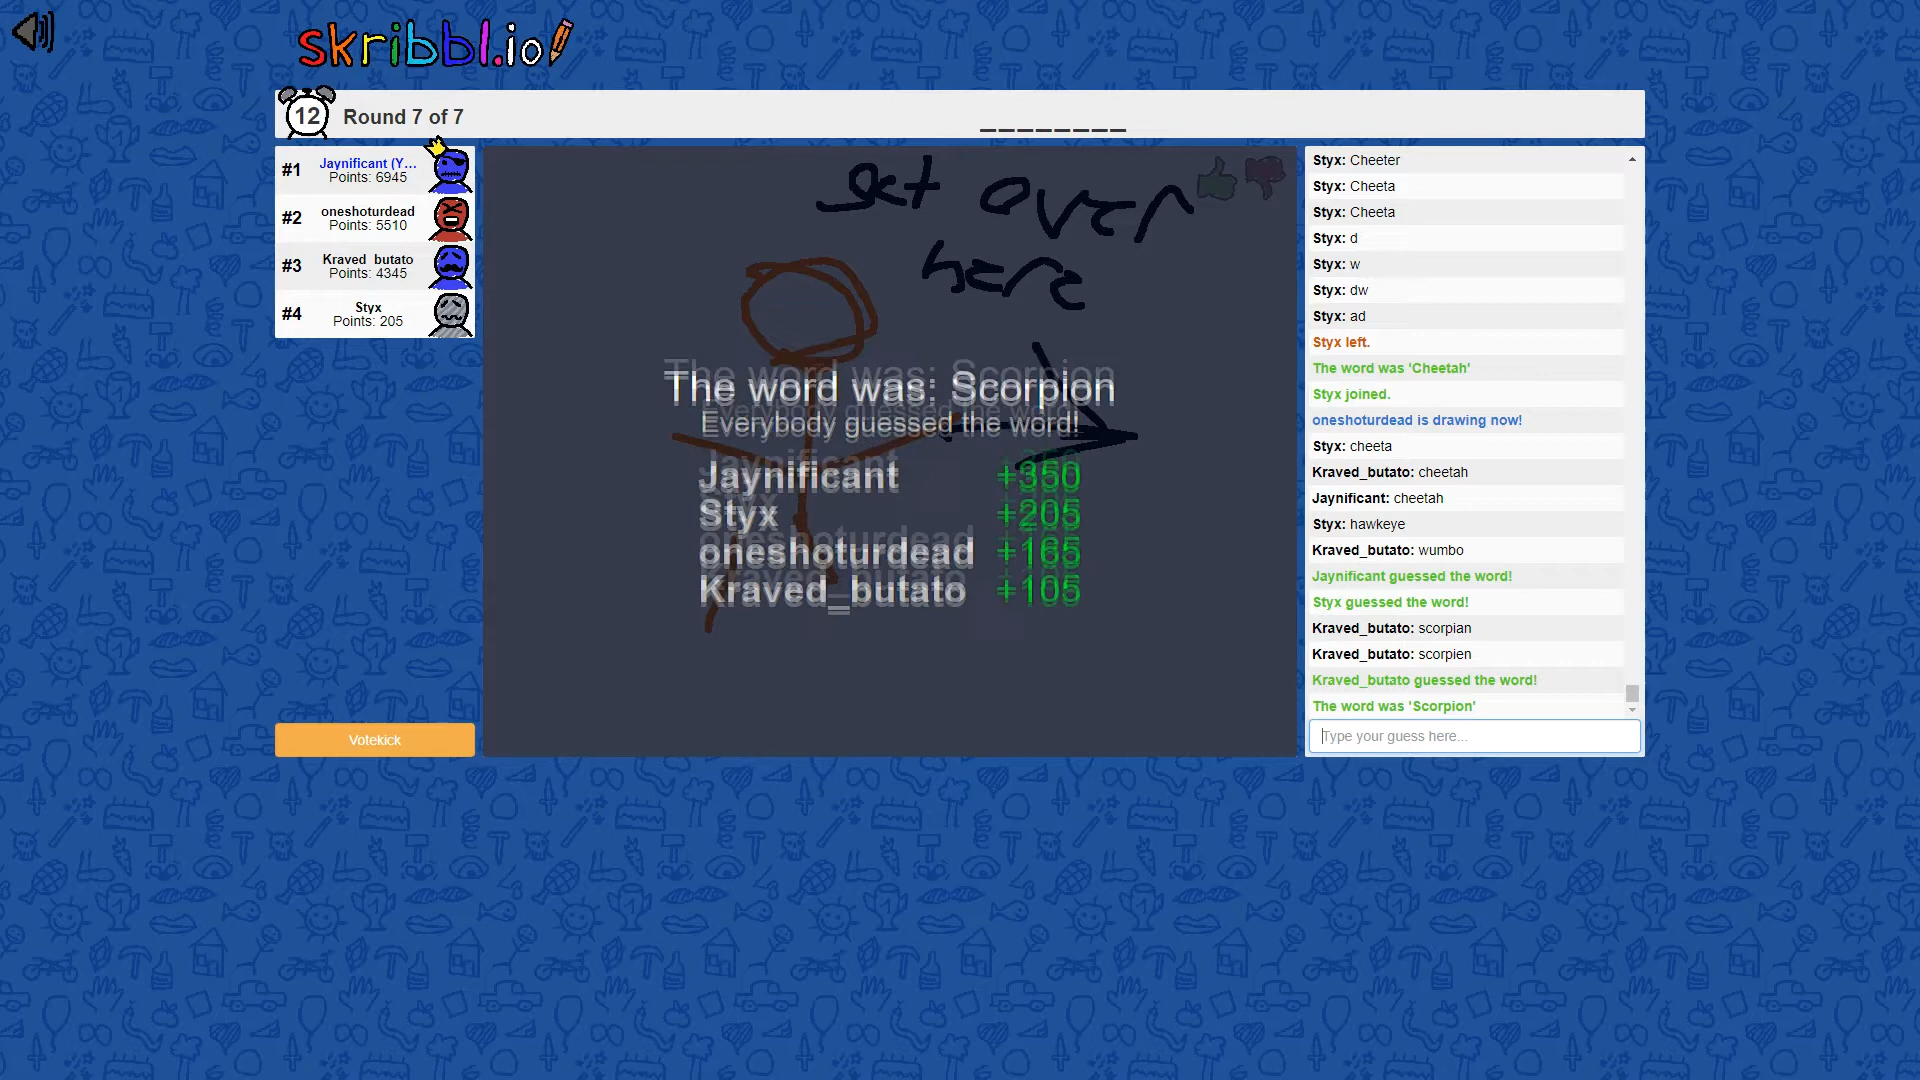 skribbl.io
12
Round 7 of 7
________
#1
Jaynificant (Y...
Points: 6945
#2
oneshoturdead
Points: 5510
#3
Kraved_butato
Points: 4345
#4
Styx
Points: 205
Votekick
get over
here
The word was: Scorpion
Everybody guessed the word!
Jaynificant +350
Styx +205
oneshoturdead +165
Kraved_butato +105
Styx: Cheeter
Styx: Cheeta
Styx: Cheeta
Styx: d
Styx: w
Styx: dw
Styx: ad
Styx left.
The word was 'Cheetah'
Styx joined.
oneshoturdead is drawing now!
Styx: cheeta
Kraved_butato: cheetah
Jaynificant: cheetah
Styx: hawkeye
Kraved_butato: wumbo
Jaynificant guessed the word!
Styx guessed the word!
Kraved_butato: scorpian
Kraved_butato: scorpien
Kraved_butato guessed the word!
The word was 'Scorpion'
Type your guess here...